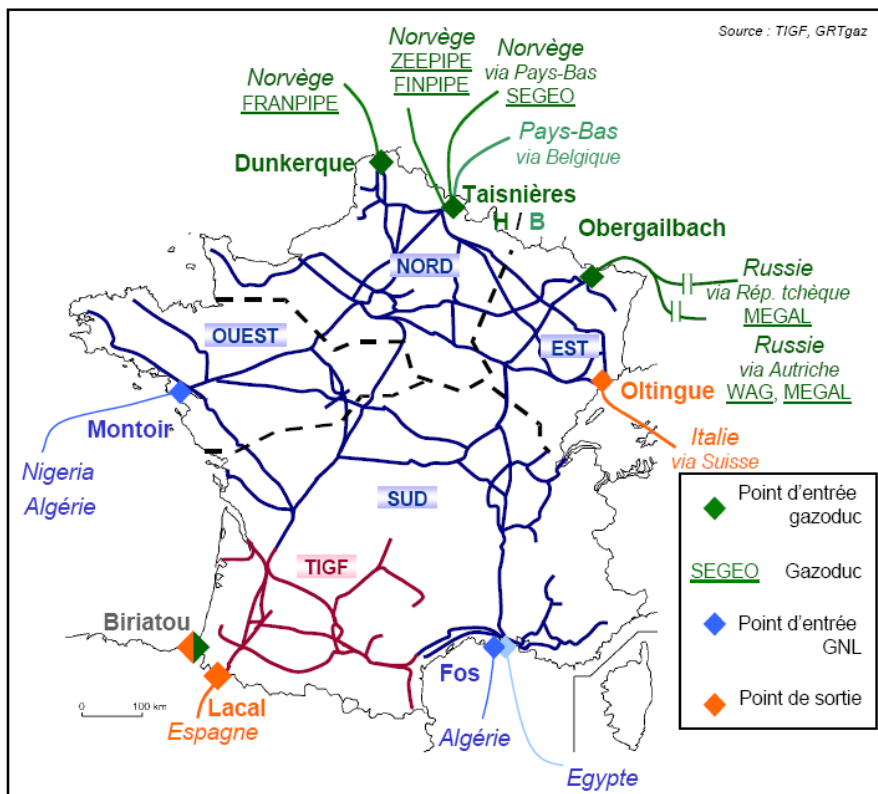 Source : TIGF, GRTgaz
Norvège
FRANPIPE
Norvège
ZEEPIPE
FINPIPE
Norvège
via Pays-Bas
SEGEO
Pays-Bas
via Belgique
Dunkerque
Taisnières
H / B
Obergailbach
NORD
Russie
via Rép. tchèque
MEGAL
OUEST
EST
Russie
via Autriche
WAG, MEGAL
Oltingue
Montoir
Italie
via Suisse
Nigeria
Algérie
SUD
Point d'entrée
gazoduc
TIGF
SEGEO Gazoduc
Biriatou
Point d'entrée
GNL
Fos
Lacal
Espagne
Point de sortie
0 100 km
Algérie
Egypte